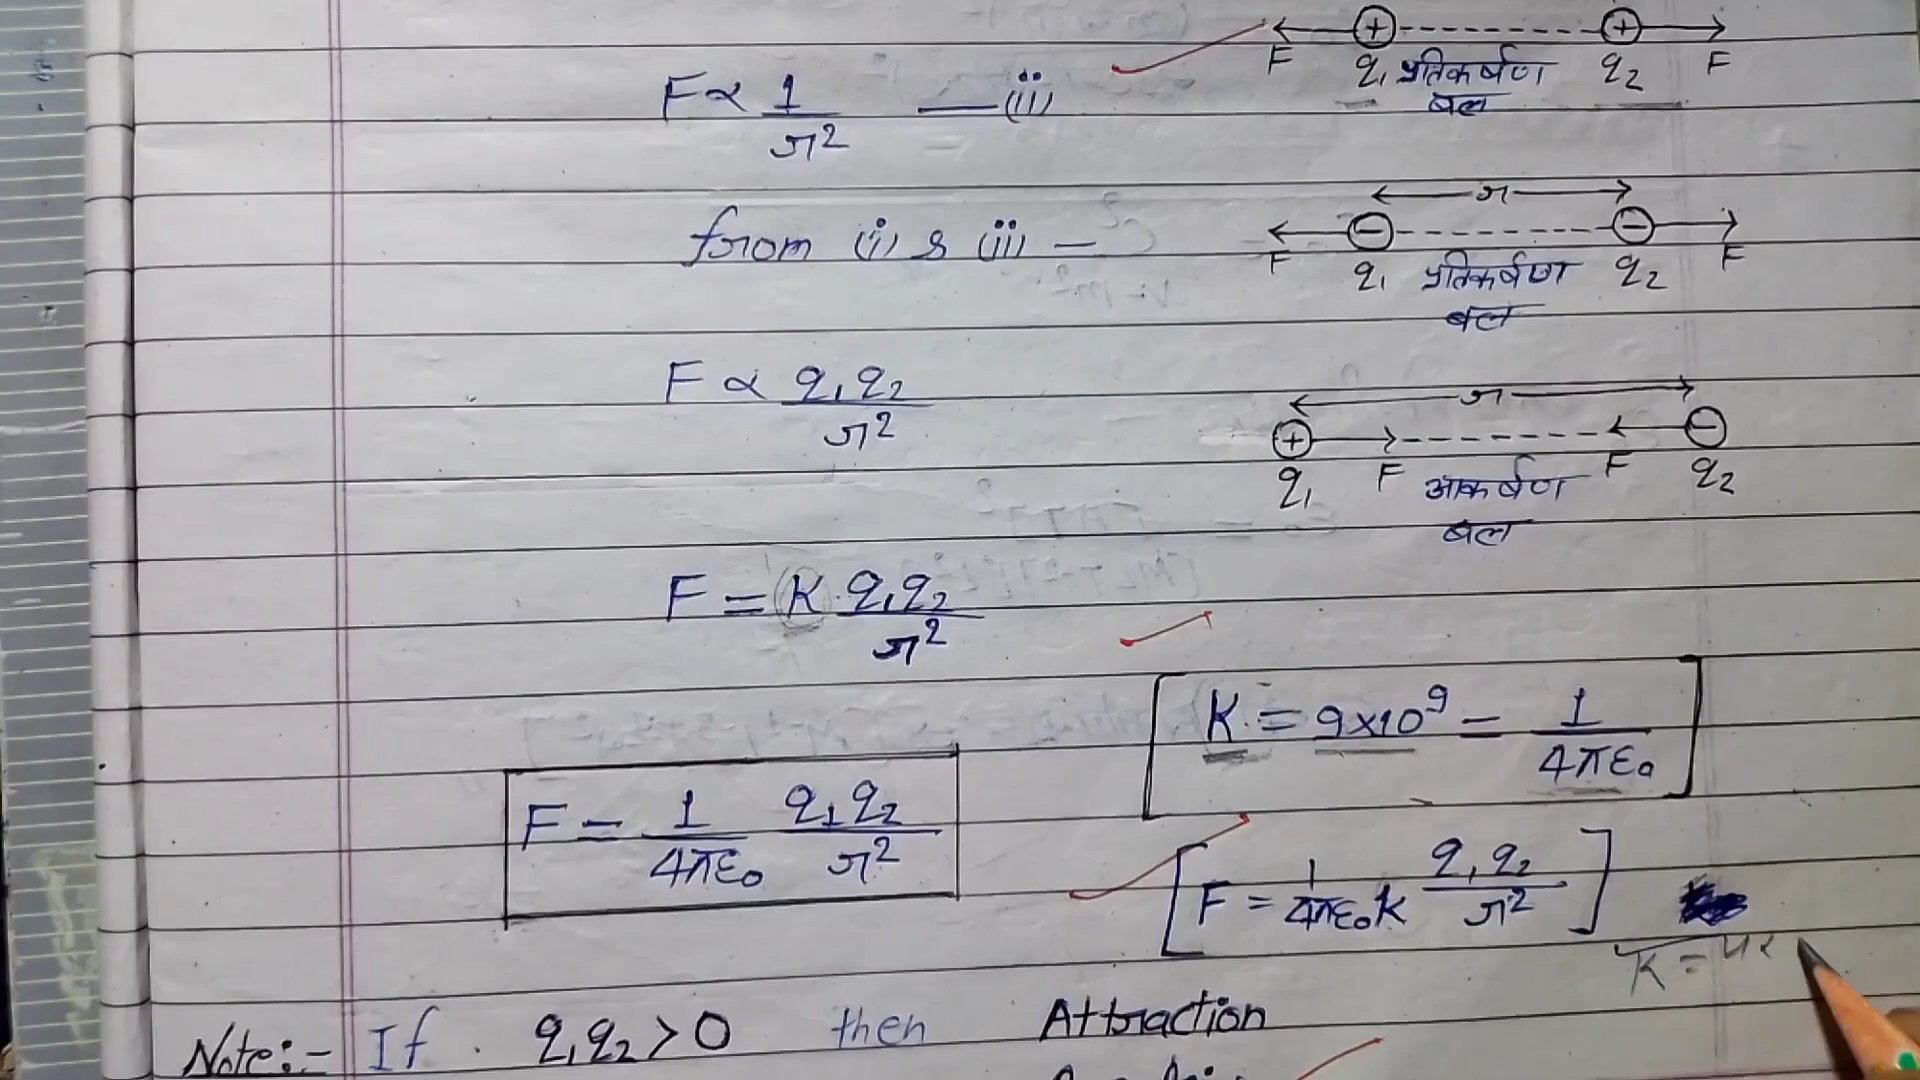 F ← ⊕ - - - - - ⊕ → F
q₁ प्रतिकर्षण बल q₂
F ∝ 1/r² —(ii)
from (i) & (ii) —
← r →
F ← ⊖ - - - - - ⊖ → F
q₁ प्रतिकर्षण बल q₂
F ∝ q₁q₂/r²
← r →
⊕ → - - - - - ← ⊖
q₁ F आकर्षण बल F q₂
F = K.q₁q₂/r²
[K = 9×10⁹ = 1/4πε₀]
F = 1/4πε₀ q₁q₂/r²
[F = 1/4πε₀k q₁q₂/r²]
K =
Note:- If q₁q₂ > 0 then Attraction